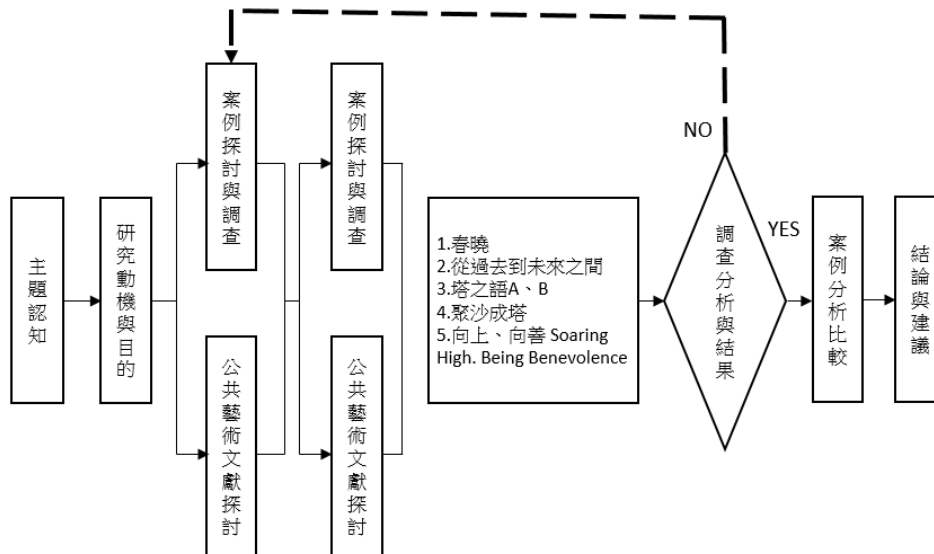 主題認知
研究動機與目的
案例探討與調查
公共藝術文獻探討
案例探討與調查
公共藝術文獻探討
1.春曉
2.從過去到未來之間
3.塔之語A、B
4.聚沙成塔
5.向上、向善 Soaring
High. Being Benevolence
調查分析與結果
NO
YES
案例分析比較
結論與建議